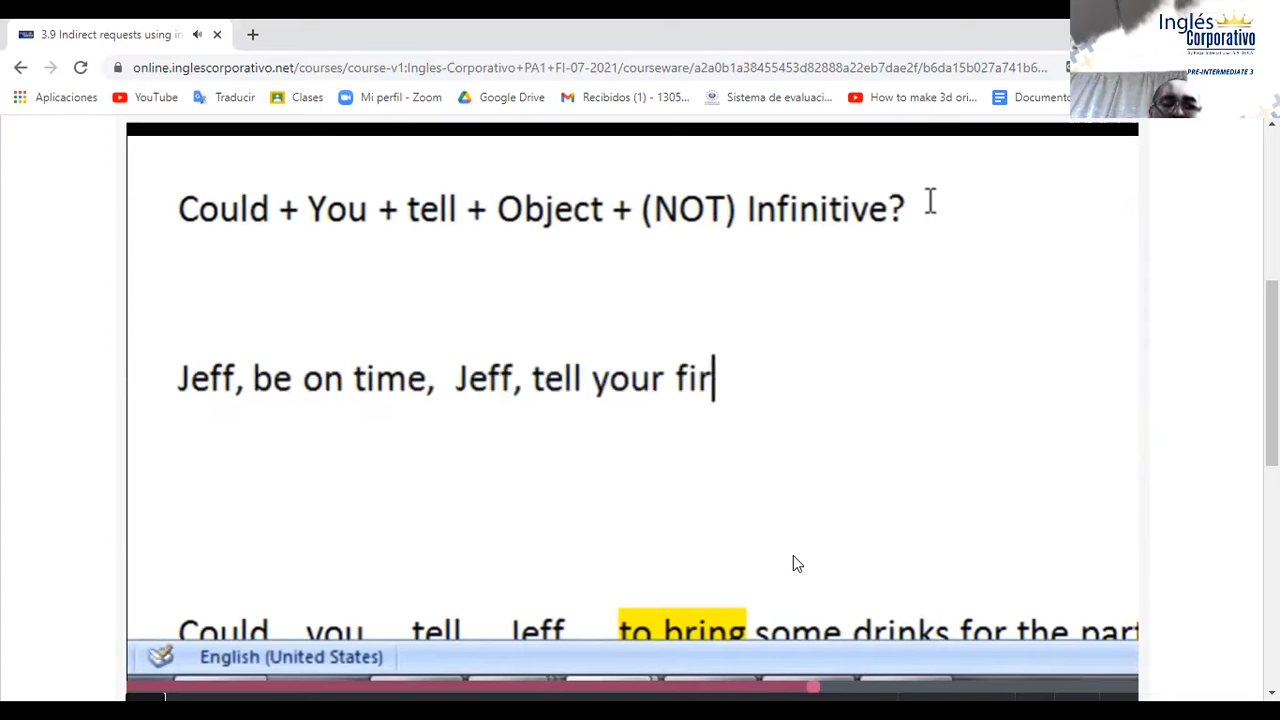 3.9 Indirect requests using in
Inglés
Corporativo
PRE-INTERMEDIATE 3
online.inglescorporativo.net/courses/course-v1:Ingles-Corporativo+PA1+FI-07-2021/courseware/a2a0b1a3845545383888a22eb7dae2f/b6da15b027a741b6...
Aplicaciones YouTube Traducir Clases Mi perfil - Zoom Google Drive Recibidos (1) - 1305... Sistema de evaluaci... How to make 3d ori... Documento
Could + You + tell + Object + (NOT) Infinitive?
Jeff, be on time, Jeff, tell your fir
Could you tell Jeff to bring some drinks for the part
English (United States)